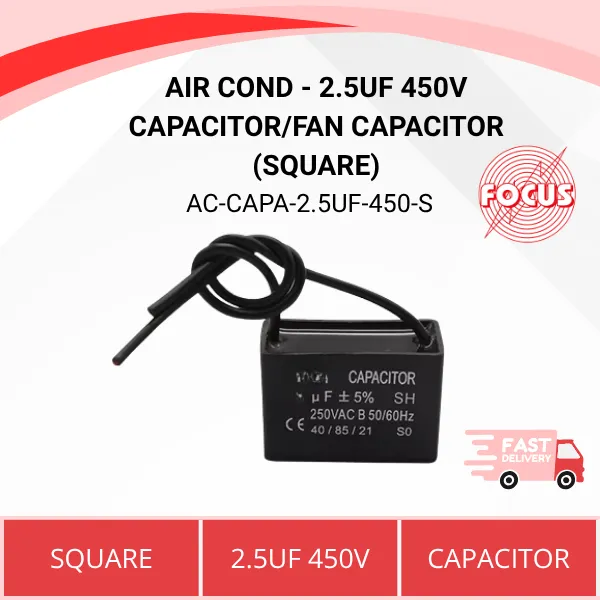 AIR COND - 2.5UF 450V
CAPACITOR/FAN CAPACITOR
(SQUARE)
AC-CAPA-2.5UF-450-S
FOCUS
CAPACITOR
μF ± 5% SH
250VAC B 50/60Hz
CE 40 / 85 / 21 S0
FAST
DELIVERY
SQUARE
2.5UF 450V
CAPACITOR